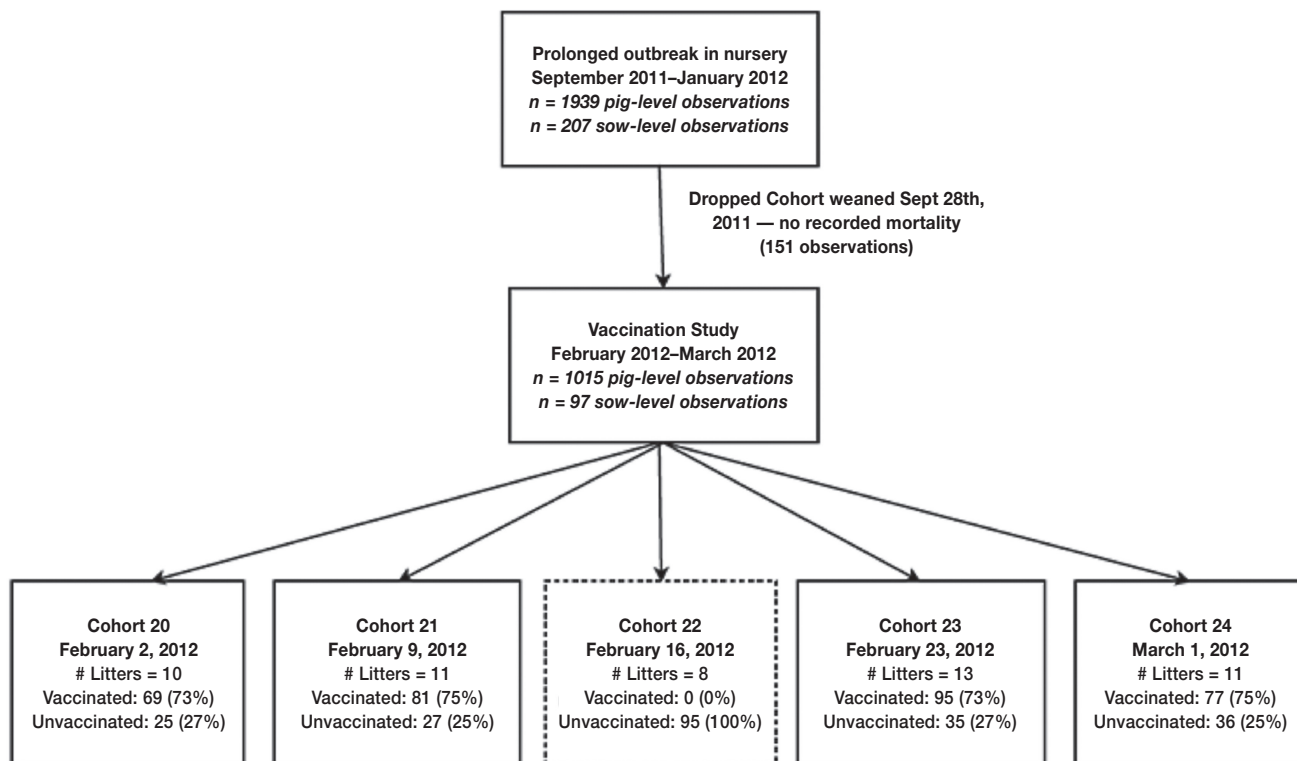 Prolonged outbreak in nursery
September 2011–January 2012
n = 1939 pig-level observations
n = 207 sow-level observations
Dropped Cohort weaned Sept 28th,
2011 — no recorded mortality
(151 observations)
Vaccination Study
February 2012–March 2012
n = 1015 pig-level observations
n = 97 sow-level observations
Cohort 20
February 2, 2012
# Litters = 10
Vaccinated: 69 (73%)
Unvaccinated: 25 (27%)
Cohort 21
February 9, 2012
# Litters = 11
Vaccinated: 81 (75%)
Unvaccinated: 27 (25%)
Cohort 22
February 16, 2012
# Litters = 8
Vaccinated: 0 (0%)
Unvaccinated: 95 (100%)
Cohort 23
February 23, 2012
# Litters = 13
Vaccinated: 95 (73%)
Unvaccinated: 35 (27%)
Cohort 24
March 1, 2012
# Litters = 11
Vaccinated: 77 (75%)
Unvaccinated: 36 (25%)